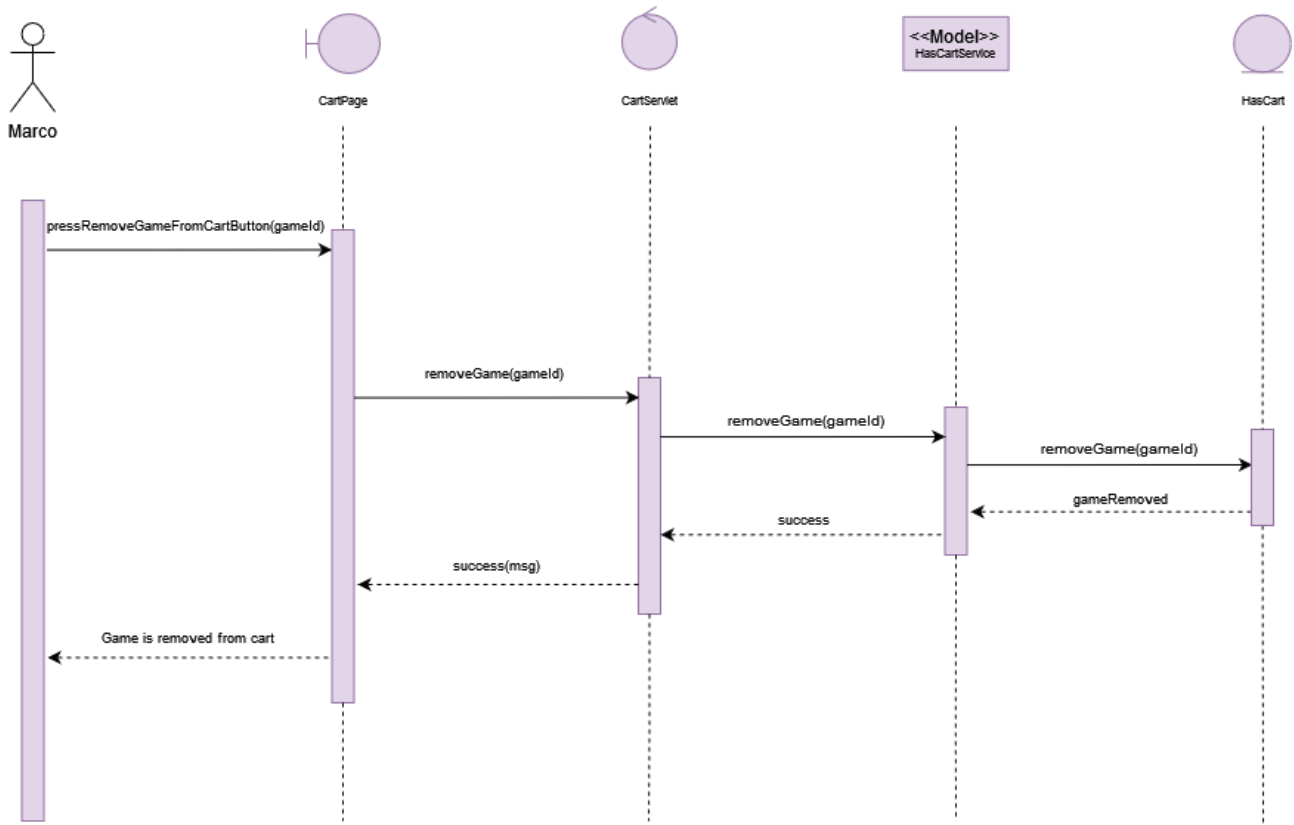 <<Model>>
HasCartService
CartPage
CartServlet
HasCart
Marco
pressRemoveGameFromCartButton(gameId)
removeGame(gameId)
removeGame(gameId)
removeGame(gameId)
gameRemoved
success
success(msg)
Game is removed from cart